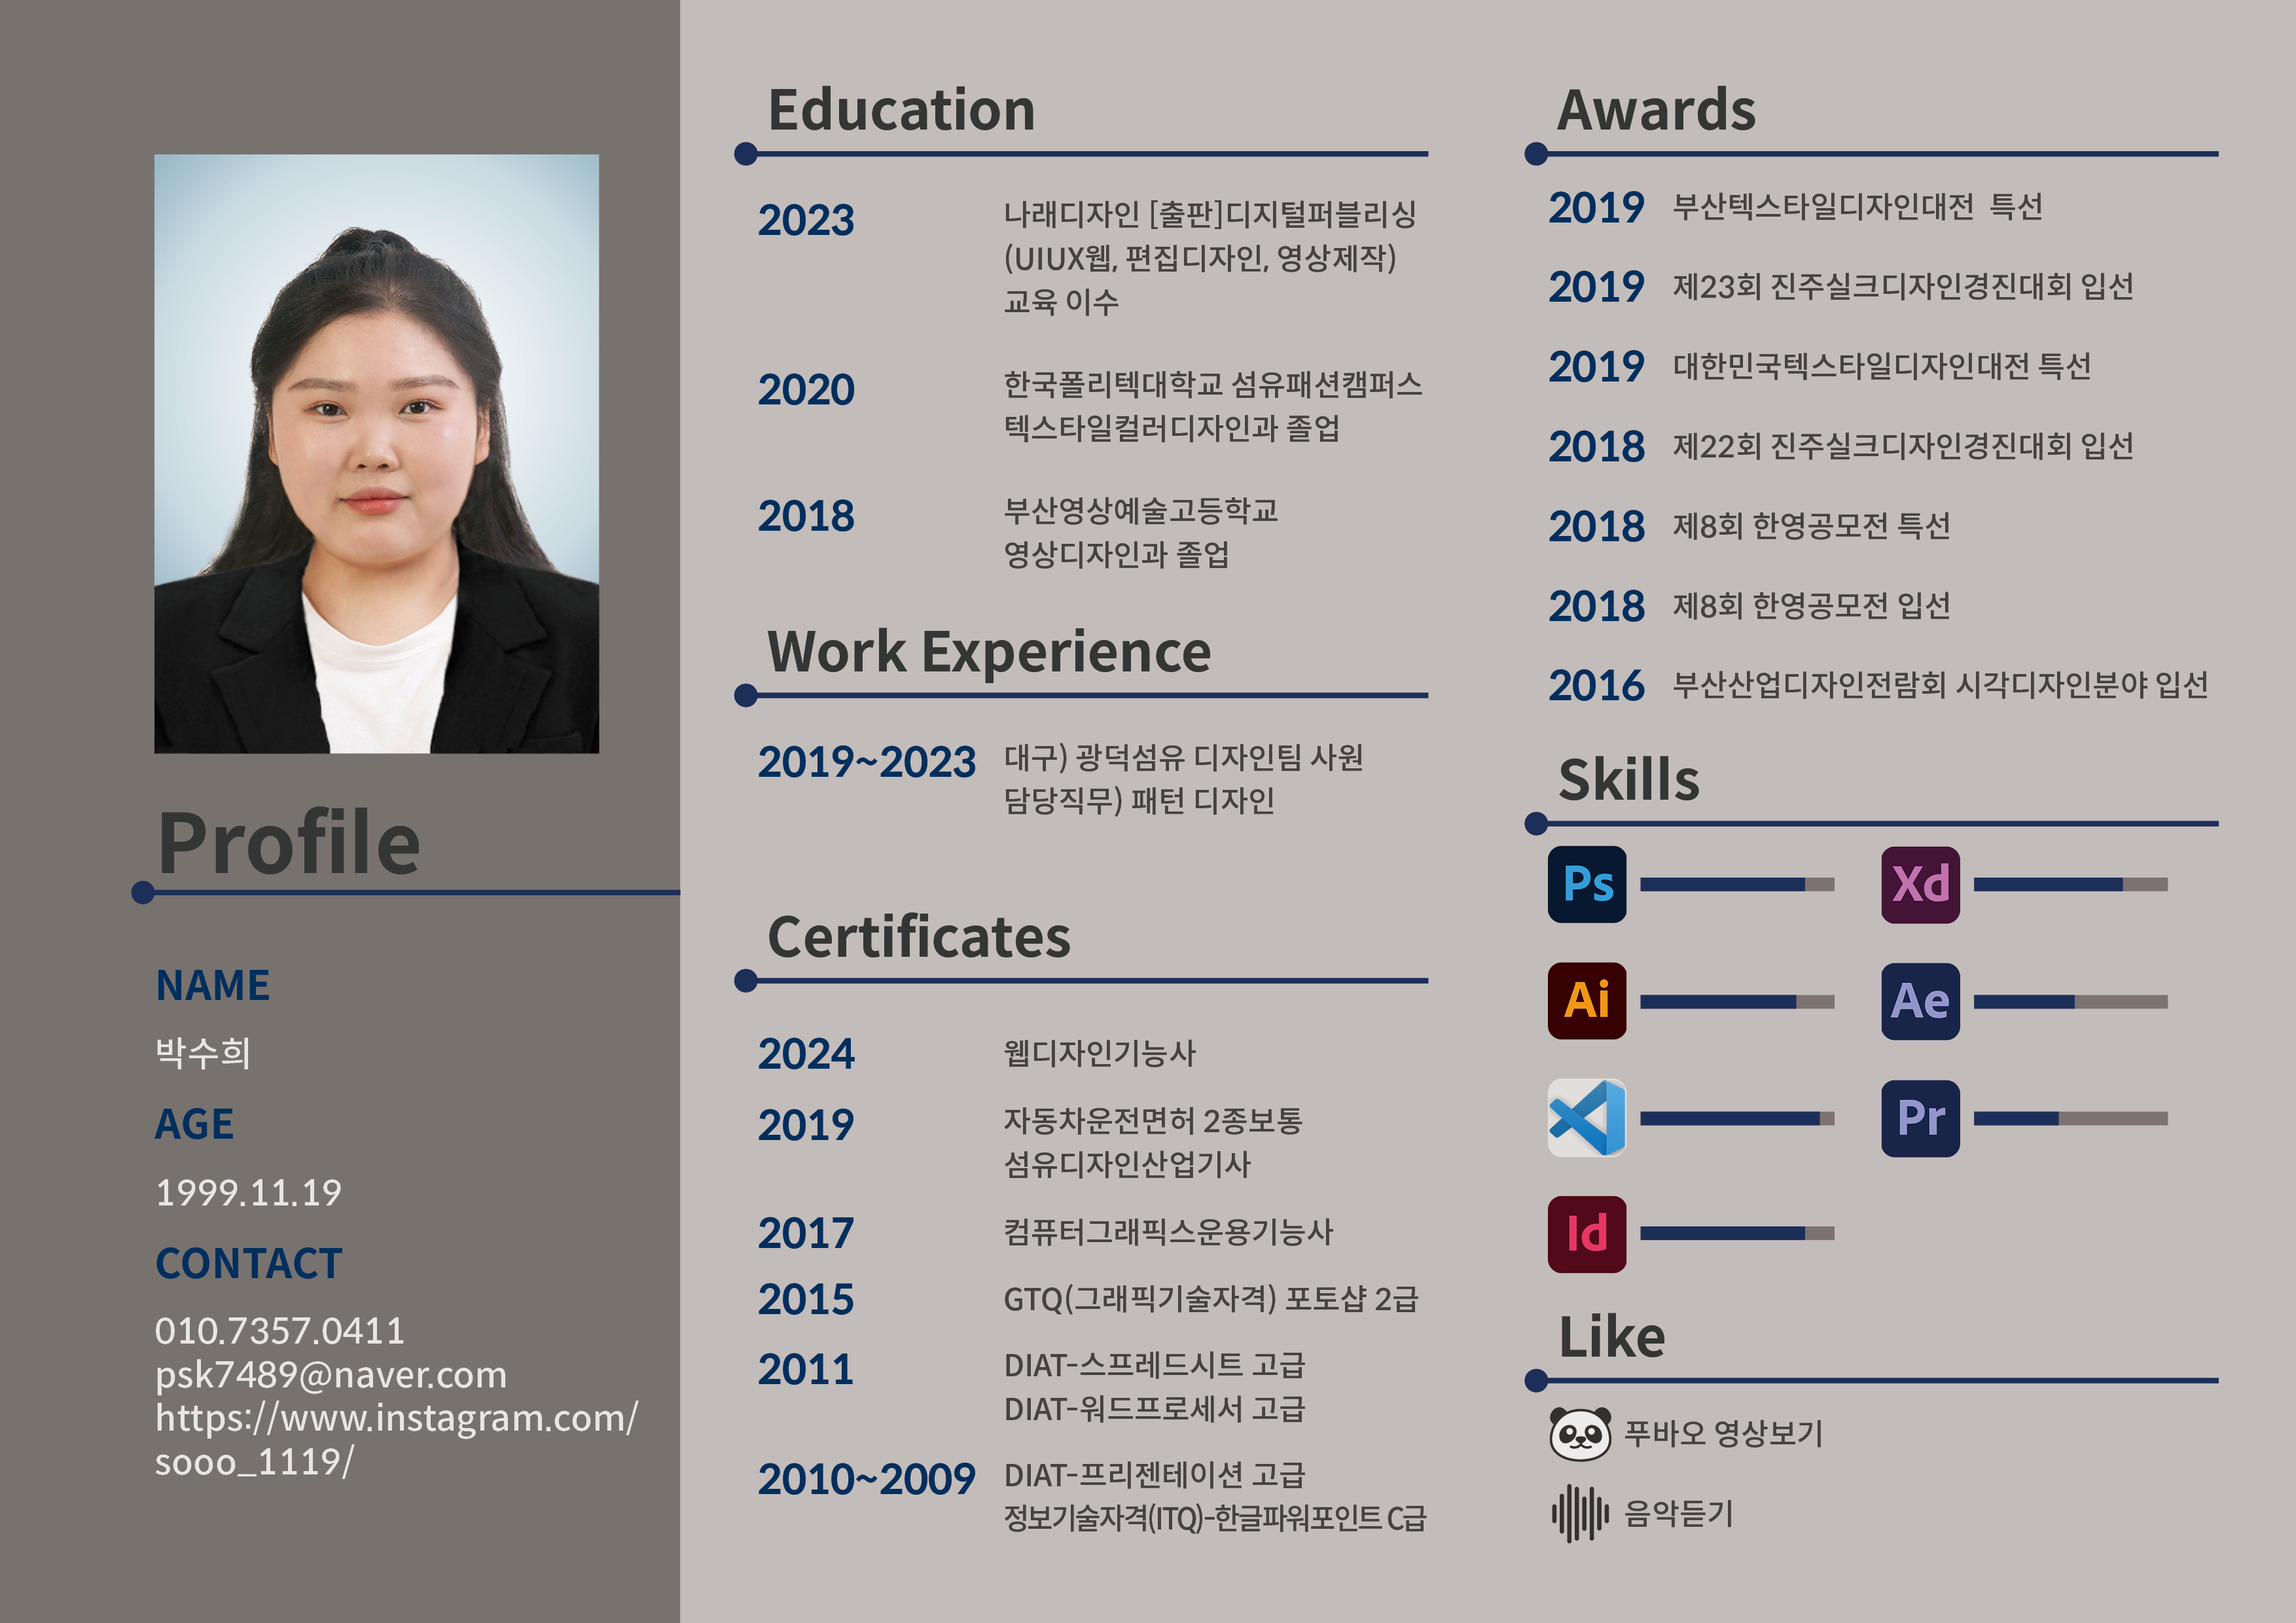 Profile
NAME
박수희
AGE
1999.11.19
CONTACT
010.7357.0411
psk7489@naver.com
https://www.instagram.com/
sooo_1119/
Education
2023 나래디자인 [출판]디지털퍼블리싱
(UIUX웹, 편집디자인, 영상제작)
교육 이수
2020 한국폴리텍대학교 섬유패션캠퍼스
텍스타일컬러디자인과 졸업
2018 부산영상예술고등학교
영상디자인과 졸업
Work Experience
2019~2023 대구) 광덕섬유 디자인팀 사원
담당직무) 패턴 디자인
Certificates
2024 웹디자인기능사
2019 자동차운전면허 2종보통
섬유디자인산업기사
2017 컴퓨터그래픽스운용기능사
2015 GTQ(그래픽기술자격) 포토샵 2급
2011 DIAT-스프레드시트 고급
DIAT-워드프로세서 고급
2010~2009 DIAT-프리젠테이션 고급
정보기술자격(ITQ)-한글파워포인트 C급
Awards
2019 부산텍스타일디자인대전 특선
2019 제23회 진주실크디자인경진대회 입선
2019 대한민국텍스타일디자인대전 특선
2018 제22회 진주실크디자인경진대회 입선
2018 제8회 한영공모전 특선
2018 제8회 한영공모전 입선
2016 부산산업디자인전람회 시각디자인분야 입선
Skills
Ps Xd
Ai Ae
Pr
Id
Like
푸바오 영상보기
음악듣기